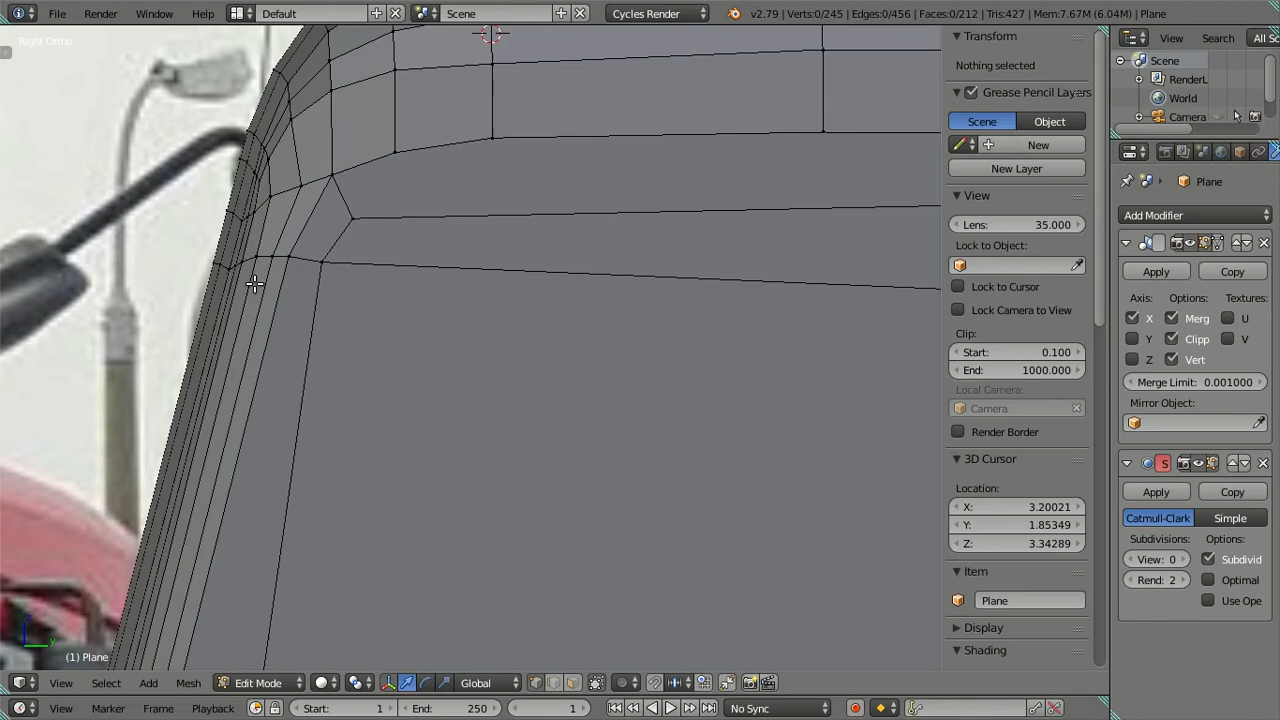 File Render Window Help Default Scene Cycles Render v2.79 | Verts:0/245 | Edges:0/456 | Faces:0/212 | Tris:427 | Mem:7.67M (6.04M) | Plane
Right Ortho
Transform
Nothing selected
Grease Pencil Layers
Scene Object
New
New Layer
View
Lens: 35.000
Lock to Object:
Lock to Cursor
Lock Camera to View
Clip:
Start: 0.100
End: 1000.000
Local Camera:
Camera
Render Border
3D Cursor
Location:
X: 3.20021
Y: 1.85349
Z: 3.34289
Item
Plane
Display
Shading
View Search All Sc
Scene
RenderL
World
Camera
Plane
Add Modifier
Apply Copy
Axis: Options: Textures:
X Merg U
Y Clipp V
Z Vert
Merge Limit: 0.001000
Mirror Object:
S
Apply Copy
Catmull-Clark Simple
Subdivisions: Options:
View: 0 Subdivid
Rend: 2 Optimal
Use Ope
z
y
(1) Plane
View Select Add Mesh Edit Mode Global
View Marker Frame Playback Start: 1 End: 250 1 No Sync